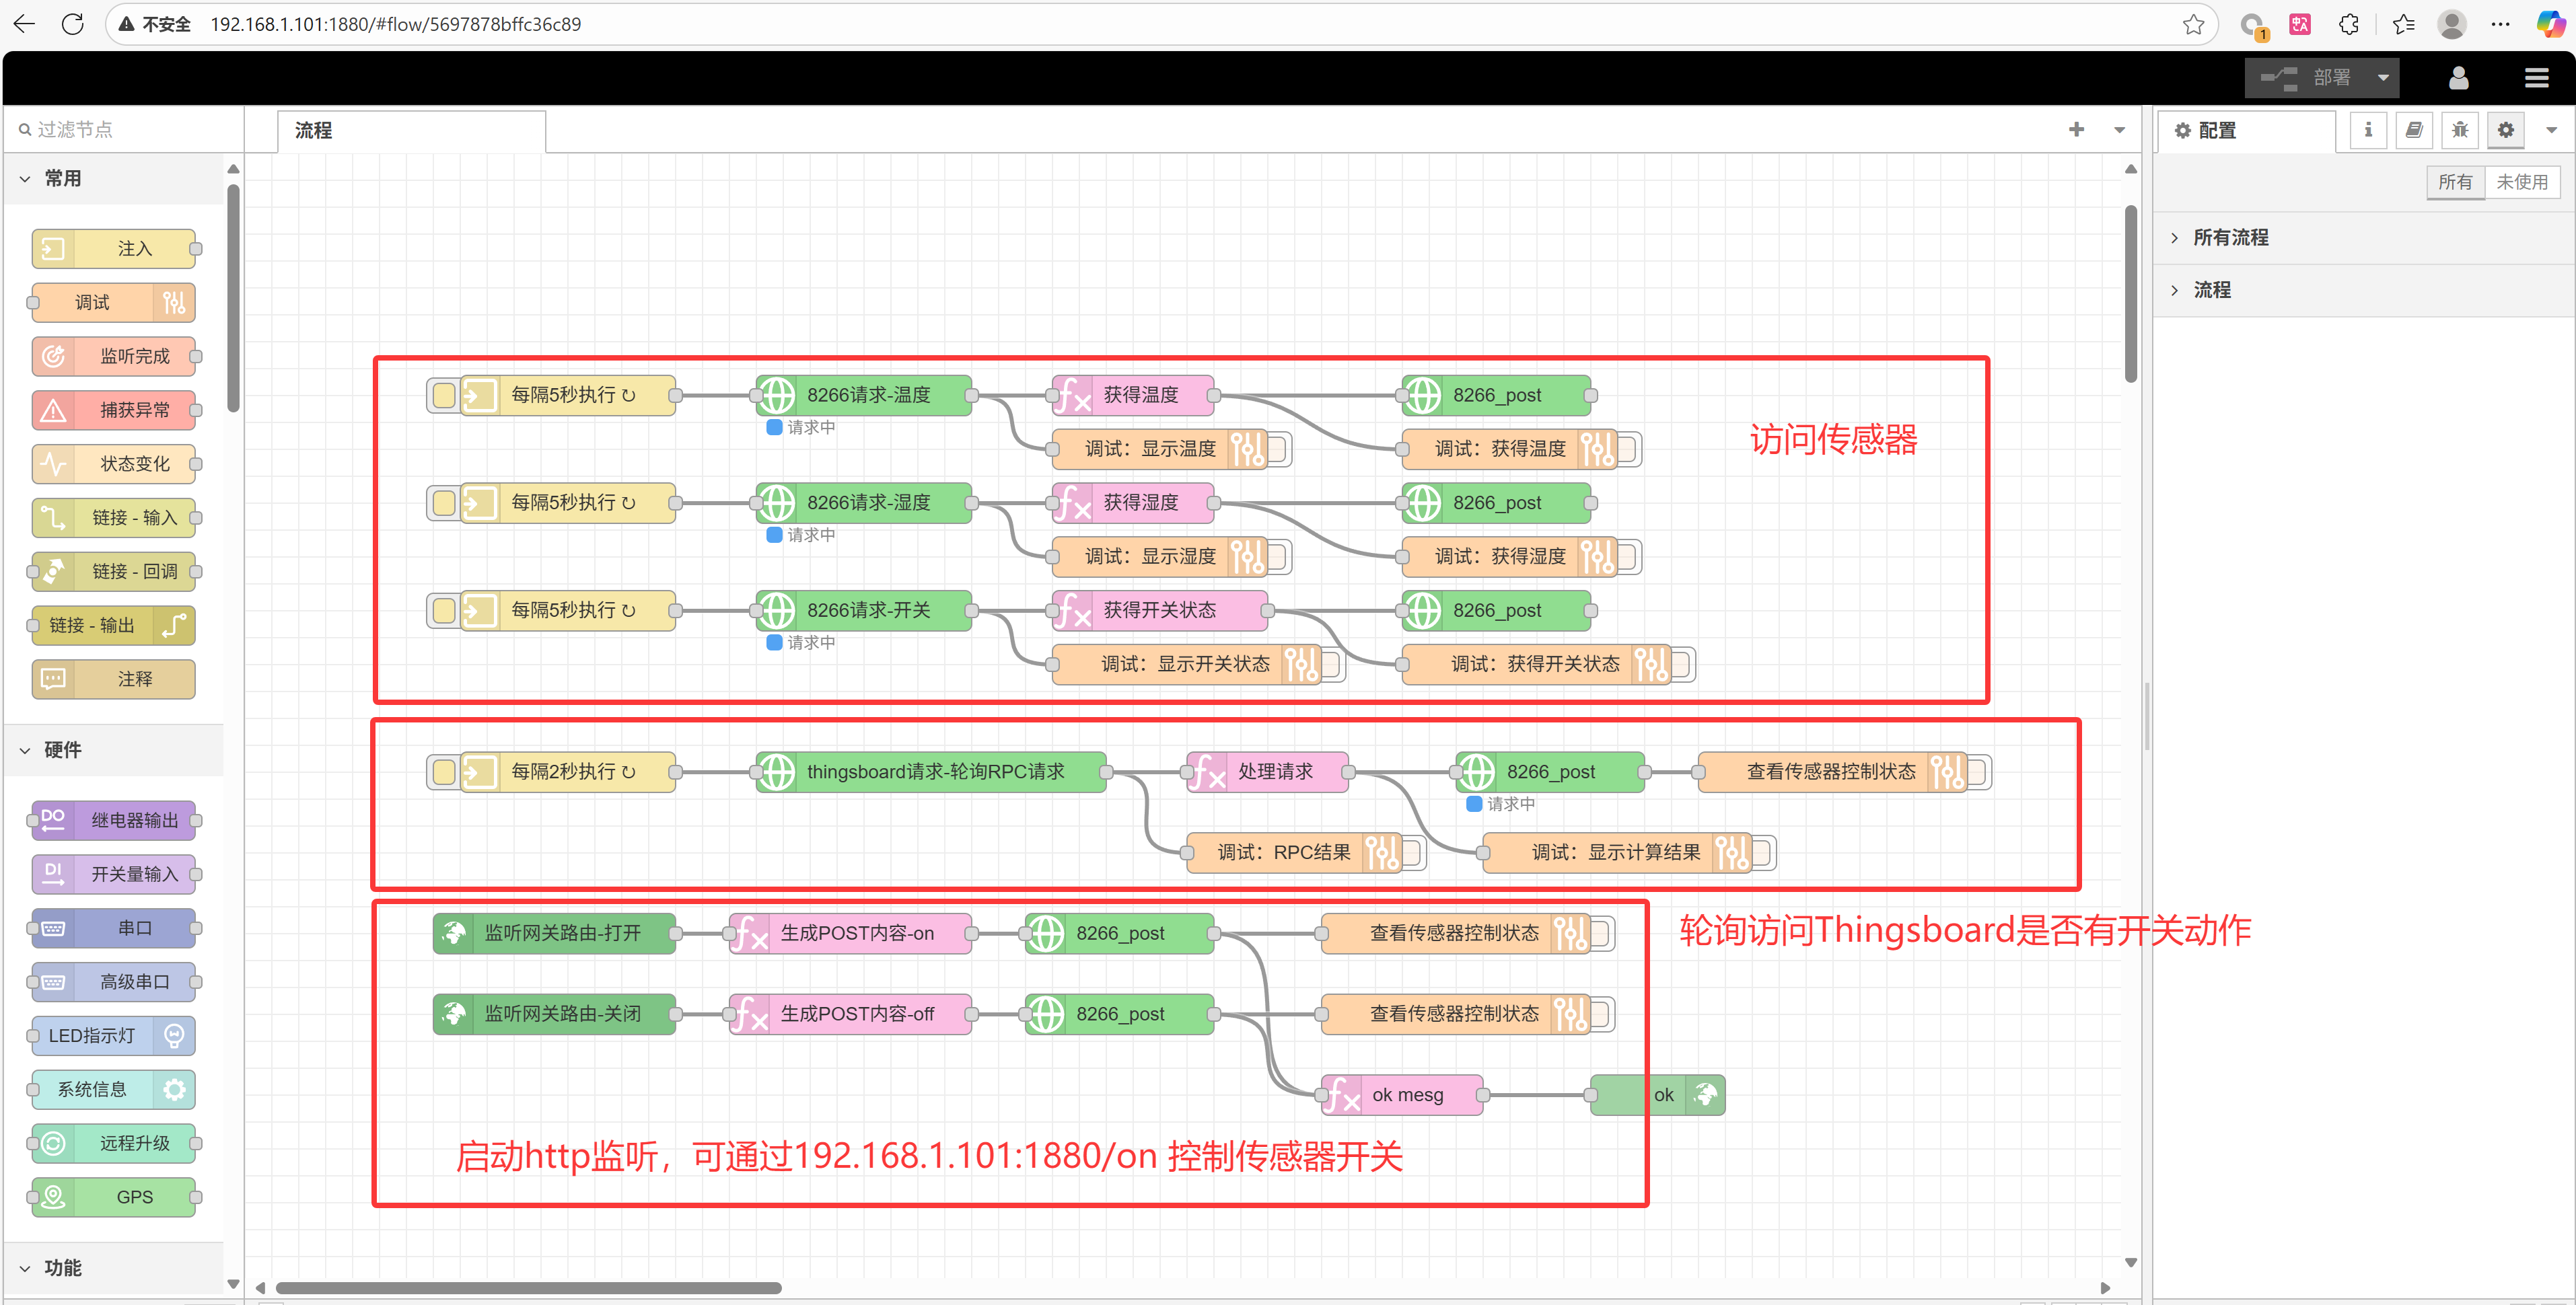 不安全 192.168.1.101:1880/#flow/5697878bffc36c89
1
部署
过滤节点
流程
配置
所有 未使用
所有流程
流程
常用
注入
调试
监听完成
捕获异常
状态变化
链接 - 输入
链接 - 回调
链接 - 输出
注释
硬件
DO 继电器输出
DI 开关量输入
串口
高级串口
LED指示灯
系统信息
远程升级
GPS
功能
每隔5秒执行 ↻ 8266请求-温度 获得温度 8266_post
请求中
调试：显示温度 调试：获得温度
访问传感器
每隔5秒执行 ↻ 8266请求-湿度 获得湿度 8266_post
请求中
调试：显示湿度 调试：获得湿度
每隔5秒执行 ↻ 8266请求-开关 获得开关状态 8266_post
请求中
调试：显示开关状态 调试：获得开关状态
每隔2秒执行 ↻ thingsboard请求-轮询RPC请求 处理请求 8266_post 查看传感器控制状态
请求中
调试：RPC结果 调试：显示计算结果
监听网关路由-打开 生成POST内容-on 8266_post 查看传感器控制状态
轮询访问Thingsboard是否有开关动作
监听网关路由-关闭 生成POST内容-off 8266_post 查看传感器控制状态
ok mesg ok
启动http监听，可通过192.168.1.101:1880/on 控制传感器开关